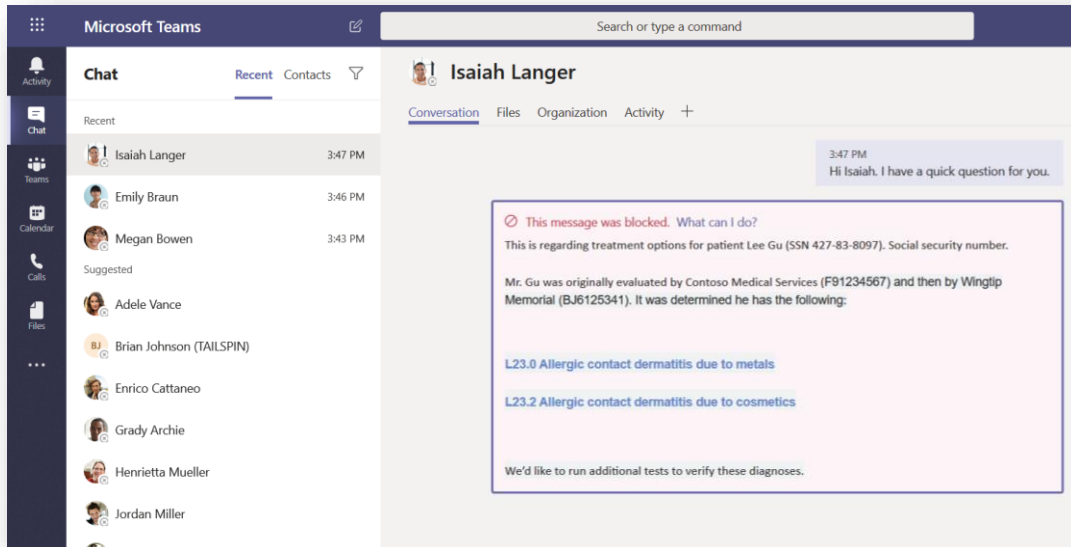 Microsoft Teams
Search or type a command
Activity
Chat
Teams
Calendar
Calls
Files
Chat
Recent
Contacts
Recent
Isaiah Langer
3:47 PM
Emily Braun
3:46 PM
Megan Bowen
3:43 PM
Suggested
Adele Vance
BJ
Brian Johnson (TAILSPIN)
Enrico Cattaneo
Grady Archie
Henrietta Mueller
Jordan Miller
Isaiah Langer
Conversation
Files
Organization
Activity
3:47 PM
Hi Isaiah. I have a quick question for you.
This message was blocked. What can I do?
This is regarding treatment options for patient Lee Gu (SSN 427-83-8097). Social security number.
Mr. Gu was originally evaluated by Contoso Medical Services (F91234567) and then by Wingtip
Memorial (BJ6125341). It was determined he has the following:
L23.0 Allergic contact dermatitis due to metals
L23.2 Allergic contact dermatitis due to cosmetics
We'd like to run additional tests to verify these diagnoses.